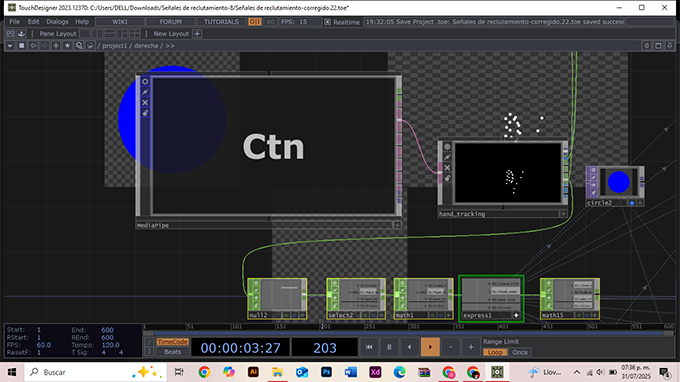 TouchDesigner 2023.12370: C:/Users/DELL/Downloads/Señales de reclutamiento-8/Señales de reclutamiento-corregido.22.toe*
File Edit Dialogs Help WIKI FORUM TUTORIALS OII 60 FPS: 15 Realtime 19:32:05 Save Project .toe: Señales de reclutamiento-corregido.22.toe saved success
Pane Layout New Layout
/ project1 / derecha / >>
Ctn
MediaPipe
hand_tracking
circle2
null2 select2 math1 express1 math15
Start: 1 End: 600
RStart: 1 REnd: 600
FPS: 60.0 Tempo: 120.0
ResetF: 1 T Sig: 4 4
1 51 101 151 201 251 301 351 401 451 501 551 600
TimeCode
Beats
00:00:03:27 203
Range Limit
Loop Once
Buscar
Llov...
07:36 p. m.
31/07/2025